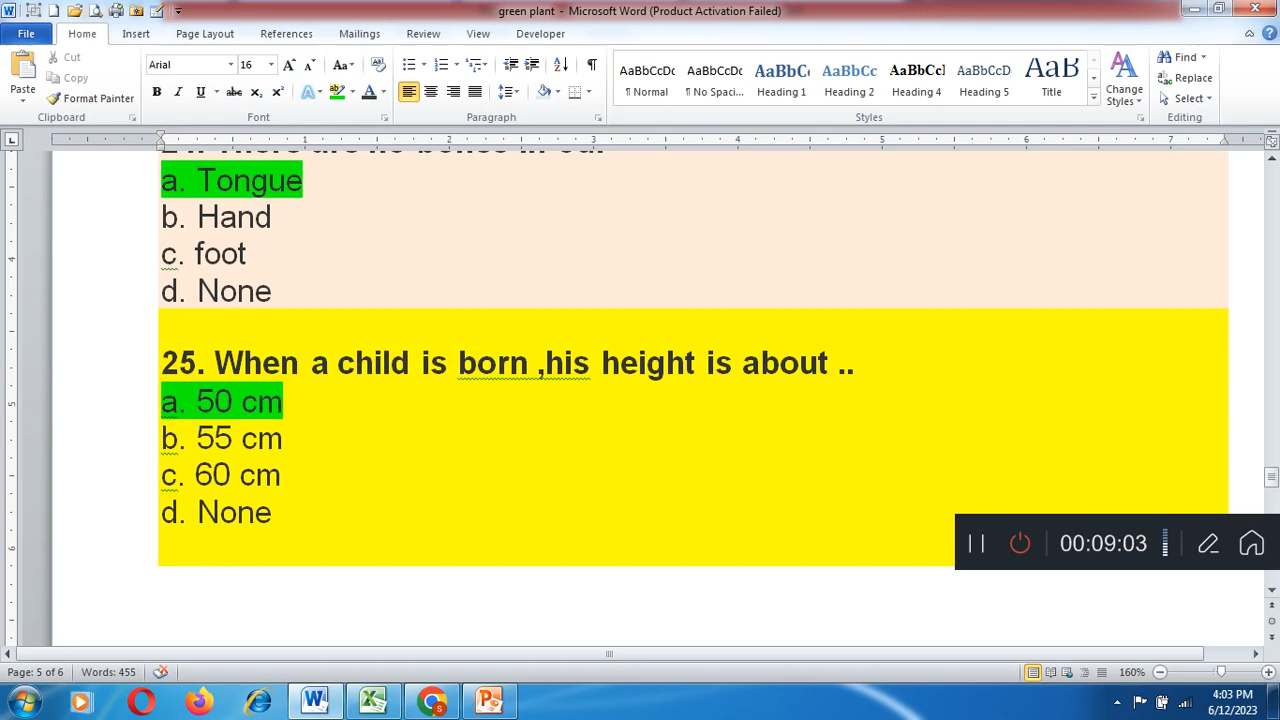 green plant - Microsoft Word (Product Activation Failed)
File Home Insert Page Layout References Mailings Review View Developer
Paste
Cut
Copy
Format Painter
Clipboard
Arial 16
Font
Paragraph
AaBbCcDc AaBbCcDc AaBbC AaBbCc AaBbCcI AaBbCcD AaB
¶ Normal ¶ No Spaci... Heading 1 Heading 2 Heading 4 Heading 5 Title
Change Styles
Styles
Find
Replace
Select
Editing
a. Tongue
b. Hand
c. foot
d. None
25. When a child is born ,his height is about ..
a. 50 cm
b. 55 cm
c. 60 cm
d. None
00:09:03
Page: 5 of 6 Words: 455 160%
4:03 PM
6/12/2023